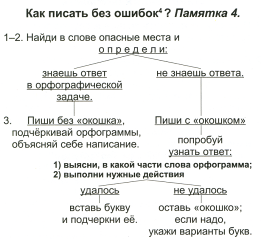 Как писать без ошибок⁴? Памятка 4.
1–2. Найди в слове опасные места и
определи:
знаешь ответ не знаешь ответа.
в орфографической
задаче.
3. Пиши без «окошка», Пиши с «окошком»
подчёркивай орфограммы, попробуй
объясняй себе написание. узнать ответ:
1) выясни, в какой части слова орфограмма;
2) выполни нужные действия
удалось не удалось
вставь букву оставь «окошко»;
и подчеркни её. если надо,
укажи варианты букв.